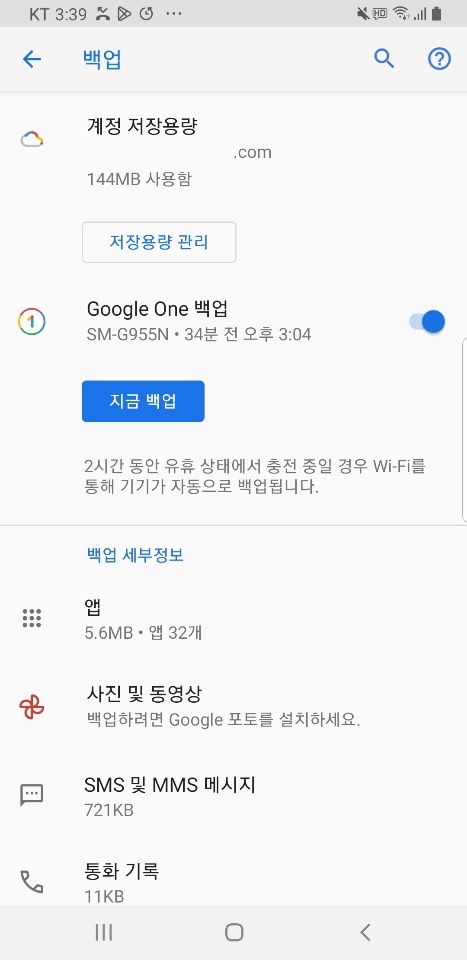 KT 3:39
백업
계정 저장용량
.com
144MB 사용함
저장용량 관리
Google One 백업
SM-G955N • 34분 전 오후 3:04
지금 백업
2시간 동안 유휴 상태에서 충전 중일 경우 Wi-Fi를
통해 기기가 자동으로 백업됩니다.
백업 세부정보
앱
5.6MB • 앱 32개
사진 및 동영상
백업하려면 Google 포토를 설치하세요.
SMS 및 MMS 메시지
721KB
통화 기록
11KB